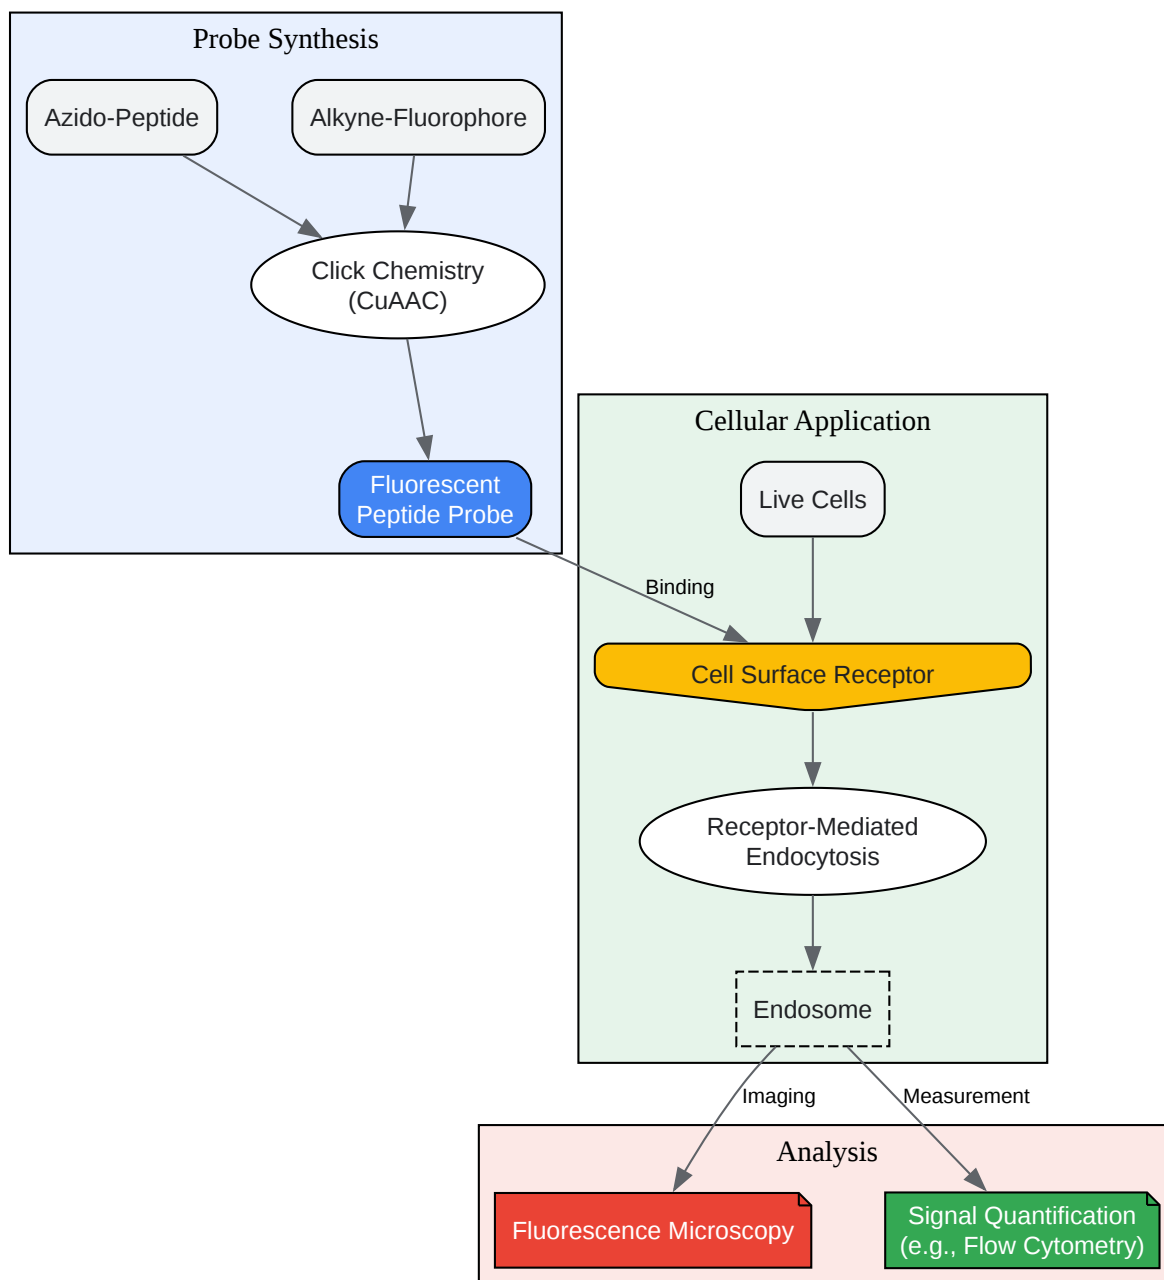 Probe Synthesis
Azido-Peptide
Alkyne-Fluorophore
Click Chemistry
(CuAAC)
Fluorescent
Peptide Probe
Cellular Application
Live Cells
Binding
Cell Surface Receptor
Receptor-Mediated
Endocytosis
Endosome
Imaging
Measurement
Analysis
Fluorescence Microscopy
Signal Quantification
(e.g., Flow Cytometry)